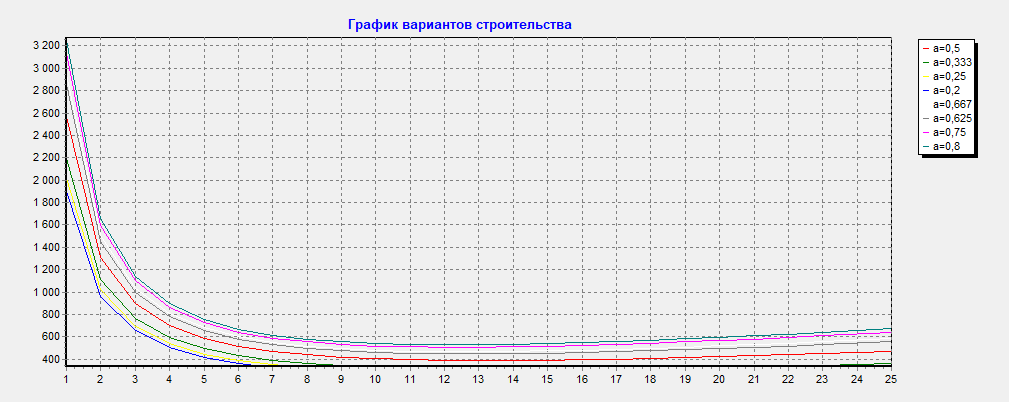 График вариантов строительства
3 200
3 000
2 800
2 600
2 400
2 200
2 000
1 800
1 600
1 400
1 200
1 000
800
600
400
1 2 3 4 5 6 7 8 9 10 11 12 13 14 15 16 17 18 19 20 21 22 23 24 25
a=0,5
a=0,333
a=0,25
a=0,2
a=0,667
a=0,625
a=0,75
a=0,8